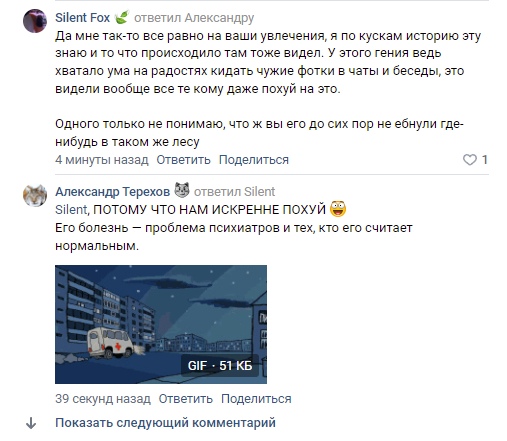 Silent Fox ответил Александру
Да мне так-то все равно на ваши увлечения, я по кускам историю эту
знаю и то что происходило там тоже видел. У этого гения ведь
хватало ума на радостях кидать чужие фотки в чаты и беседы, это
видели вообще все те кому даже похуй на это.
Одного только не понимаю, что ж вы его до сих пор не ебнули где-
нибудь в таком же лесу
4 минуты назад Ответить Поделиться 1
Александр Терехов ответил Silent
Silent, ПОТОМУ ЧТО НАМ ИСКРЕННЕ ПОХУЙ
Его болезнь — проблема психиатров и тех, кто его считает
нормальным.
GIF · 51 КБ
39 секунд назад Ответить Поделиться
Показать следующий комментарий